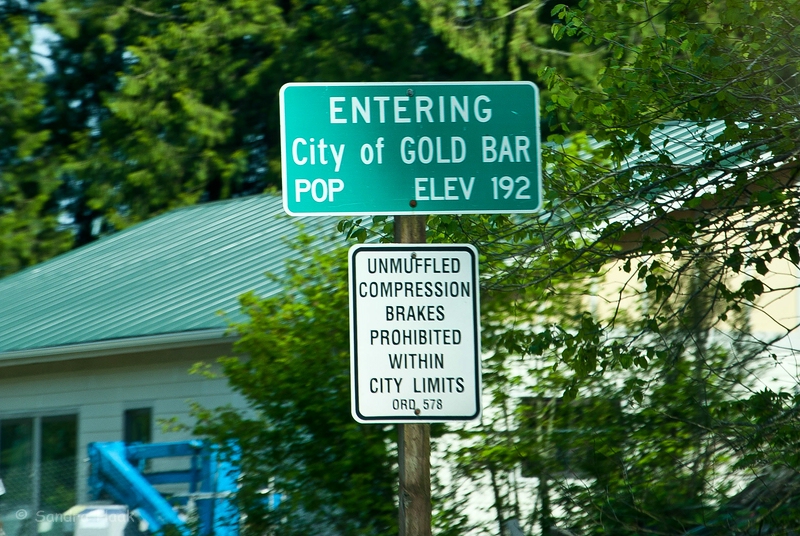 ENTERING
City of GOLD BAR
POP ELEV 192
UNMUFFLED
COMPRESSION
BRAKES
PROHIBITED
WITHIN
CITY LIMITS
ORD 578